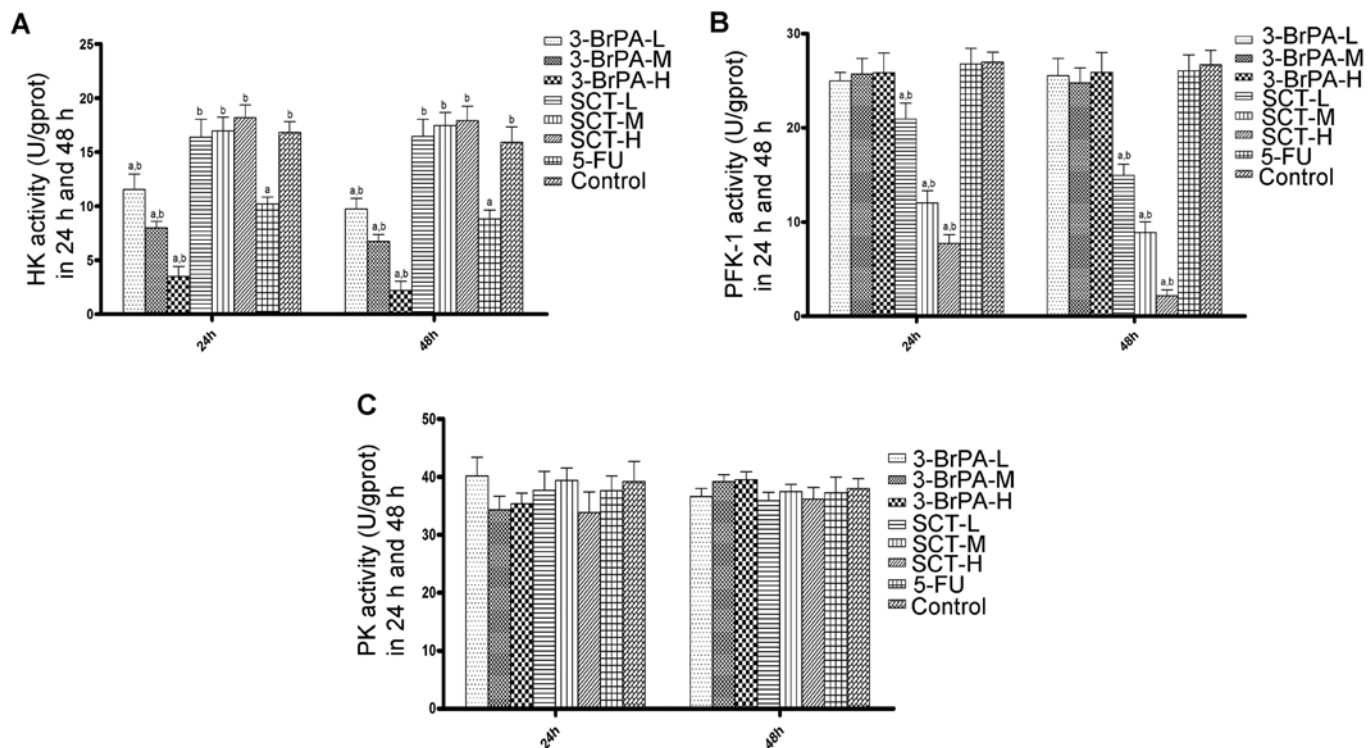 A
HK activity (U/gprot)
in 24 h and 48 h
25
20
15
10
5
0
a,b
a,b
a,b
b
b
b
a
b
a,b
a,b
a,b
b
b
b
a
b
24h
48h
3-BrPA-L
3-BrPA-M
3-BrPA-H
SCT-L
SCT-M
SCT-H
5-FU
Control
B
PFK-1 activity (U/gprot)
in 24 h and 48 h
30
20
10
0
a,b
a,b
a,b
a,b
a,b
a,b
24h
48h
3-BrPA-L
3-BrPA-M
3-BrPA-H
SCT-L
SCT-M
SCT-H
5-FU
Control
C
PK activity (U/gprot)
in 24 h and 48 h
50
40
30
20
10
0
24h
48h
3-BrPA-L
3-BrPA-M
3-BrPA-H
SCT-L
SCT-M
SCT-H
5-FU
Control